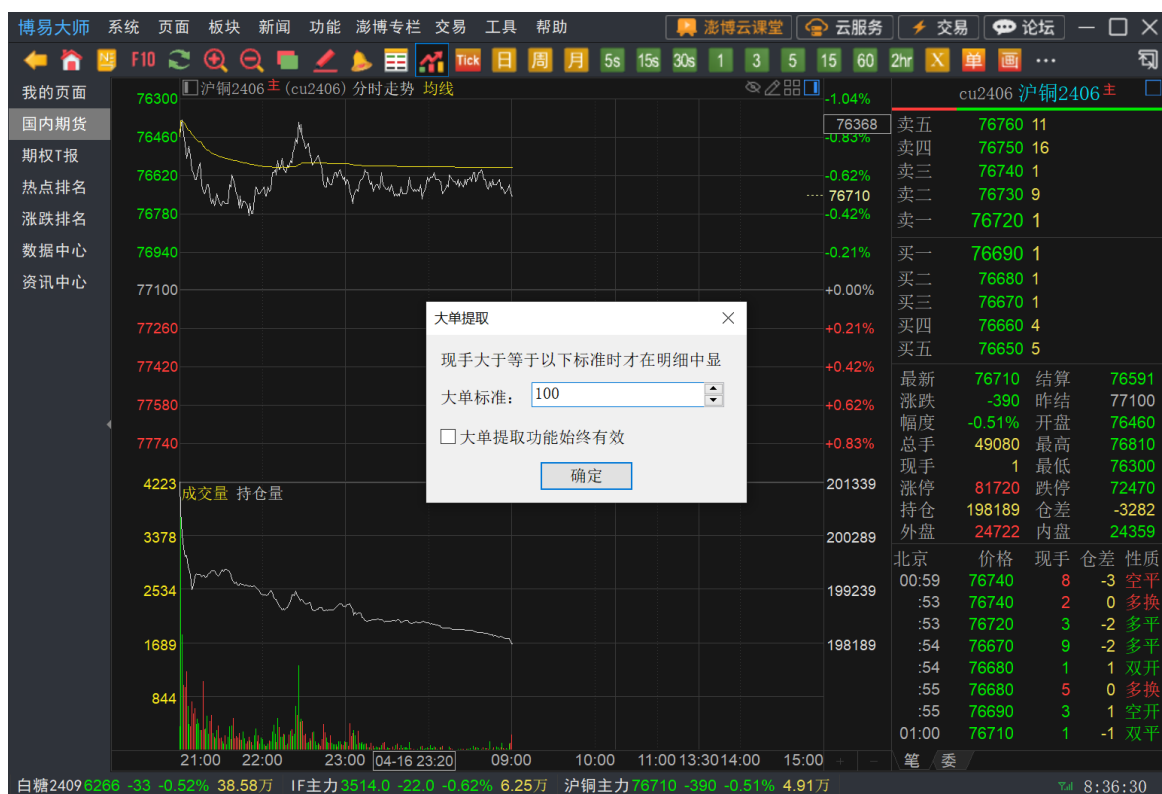 博易大师 系统 页面 板块 新闻 功能 澎博专栏 交易 工具 帮助 澎博云课堂 云服务 交易 论坛
F10 Tick 日 周 月 5s 15s 30s 1 3 5 15 60 2hr X 单 画
我的页面
国内期货
期权T报
热点排名
涨跌排名
数据中心
资讯中心
沪铜2406主(cu2406) 分时走势 均线
76300 -1.04%
76368
76460 -0.83%
76620 -0.62%
76710
76780 -0.42%
76940 -0.21%
77100 +0.00%
77260 +0.21%
77420 +0.42%
77580 +0.62%
77740 +0.83%
成交量 持仓量
4223 201339
3378 200289
2534 199239
1689 198189
844
21:00 22:00 23:00 04-16 23:20 09:00 10:00 11:00 13:30 14:00 15:00 + -
大单提取
现手大于等于以下标准时才在明细中显
大单标准: 100
大单提取功能始终有效
确定
cu2406 沪铜2406主
卖五 76760 11
卖四 76750 16
卖三 76740 1
卖二 76730 9
卖一 76720 1
买一 76690 1
买二 76680 1
买三 76670 1
买四 76660 4
买五 76650 5
最新 76710 结算 76591
涨跌 -390 昨结 77100
幅度 -0.51% 开盘 76460
总手 49080 最高 76810
现手 1 最低 76300
涨停 81720 跌停 72470
持仓 198189 仓差 -3282
外盘 24722 内盘 24359
北京 价格 现手 仓差 性质
00:59 76740 8 -3 空平
:53 76740 2 0 多换
:53 76720 3 -2 多平
:54 76670 9 -2 多平
:54 76680 1 1 双开
:55 76680 5 0 多换
:55 76690 3 1 空开
01:00 76710 1 -1 双平
笔 委
白糖2409 6266 -33 -0.52% 38.58万 IF主力 3514.0 -22.0 -0.62% 6.25万 沪铜主力 76710 -390 -0.51% 4.91万 8:36:30